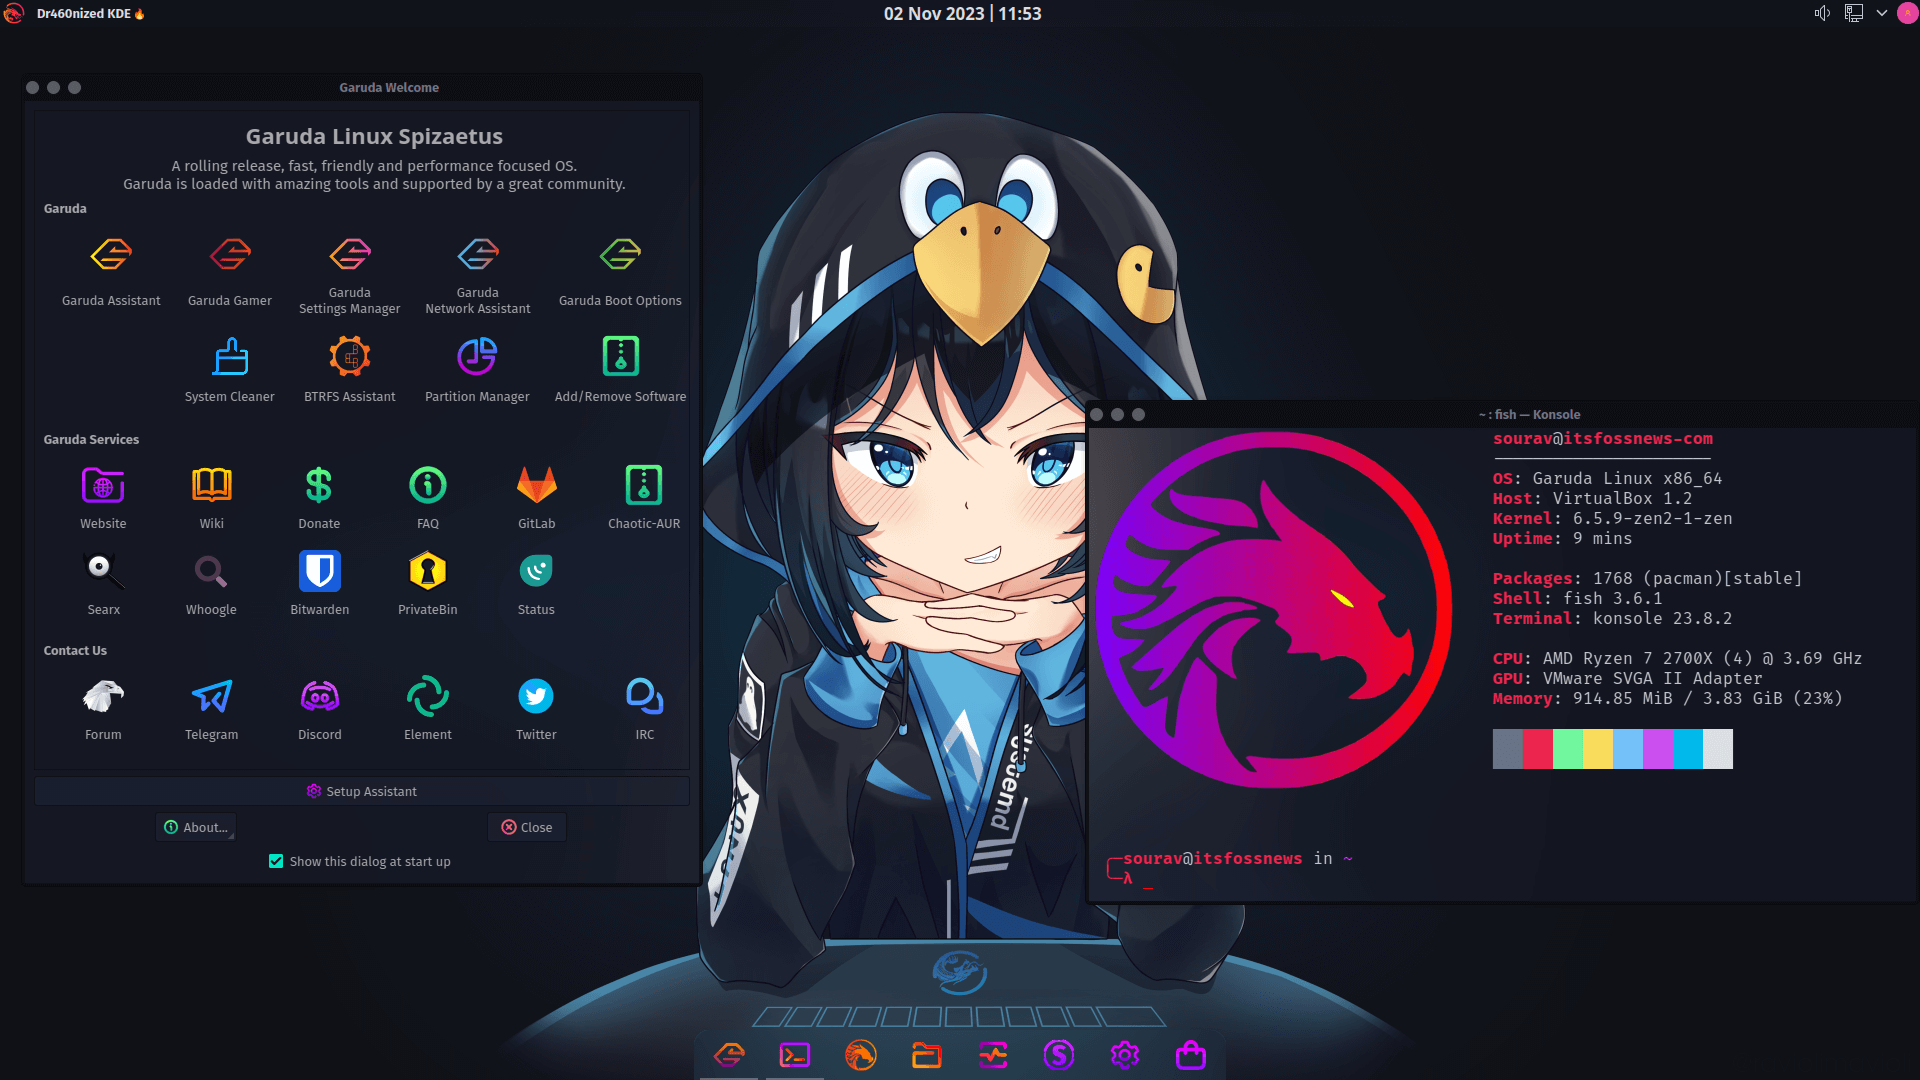 Dr460nized KDE🔥
02 Nov 2023 | 11:53
Garuda Welcome
Garuda Linux Spizaetus
A rolling release, fast, friendly and performance focused OS.
Garuda is loaded with amazing tools and supported by a great community.
Garuda
Garuda Assistant
Garuda Gamer
Garuda
Settings Manager
Garuda
Network Assistant
Garuda Boot Options
System Cleaner
BTRFS Assistant
Partition Manager
Add/Remove Software
Garuda Services
Website
Wiki
Donate
FAQ
GitLab
Chaotic-AUR
Searx
Whoogle
Bitwarden
PrivateBin
Status
Contact Us
Forum
Telegram
Discord
Element
Twitter
IRC
Setup Assistant
About...
Close
Show this dialog at start up
~ : fish — Konsole
sourav@itsfossnews-com
OS: Garuda Linux x86_64
Host: VirtualBox 1.2
Kernel: 6.5.9-zen2-1-zen
Uptime: 9 mins
Packages: 1768 (pacman)[stable]
Shell: fish 3.6.1
Terminal: konsole 23.8.2
CPU: AMD Ryzen 7 2700X (4) @ 3.69 GHz
GPU: VMware SVGA II Adapter
Memory: 914.85 MiB / 3.83 GiB (23%)
sourav@itsfossnews in ~
λ _